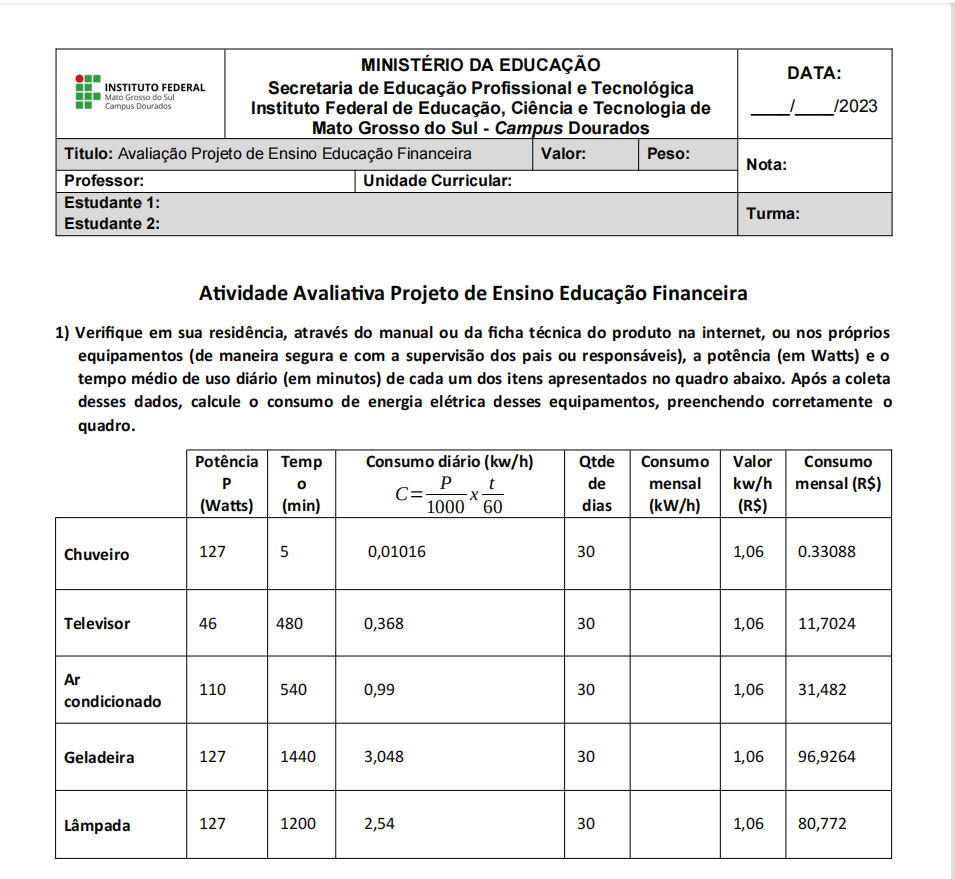 MINISTÉRIO DA EDUCAÇÃO
Secretaria de Educação Profissional e Tecnológica
Instituto Federal de Educação, Ciência e Tecnologia de
Mato Grosso do Sul - Campus Dourados
INSTITUTO FEDERAL
Mato Grosso do Sul
Campus Dourados
DATA:
____/____/2023
Título: Avaliação Projeto de Ensino Educação Financeira
Valor:
Peso:
Nota:
Professor:
Unidade Curricular:
Estudante 1:
Estudante 2:
Turma:
Atividade Avaliativa Projeto de Ensino Educação Financeira
1) Verifique em sua residência, através do manual ou da ficha técnica do produto na internet, ou nos próprios
equipamentos (de maneira segura e com a supervisão dos pais ou responsáveis), a potência (em Watts) e o
tempo médio de uso diário (em minutos) de cada um dos itens apresentados no quadro abaixo. Após a coleta
desses dados, calcule o consumo de energia elétrica desses equipamentos, preenchendo corretamente o
quadro.
Potência
P
(Watts)
Temp
o
(min)
Consumo diário (kw/h)
C=P/1000 x t/60
Qtde
de
dias
Consumo
mensal
(kW/h)
Valor
kw/h
(R$)
Consumo
mensal (R$)
Chuveiro 127 5 0,01016 30 1,06 0.33088
Televisor 46 480 0,368 30 1,06 11,7024
Ar
condicionado 110 540 0,99 30 1,06 31,482
Geladeira 127 1440 3,048 30 1,06 96,9264
Lâmpada 127 1200 2,54 30 1,06 80,772